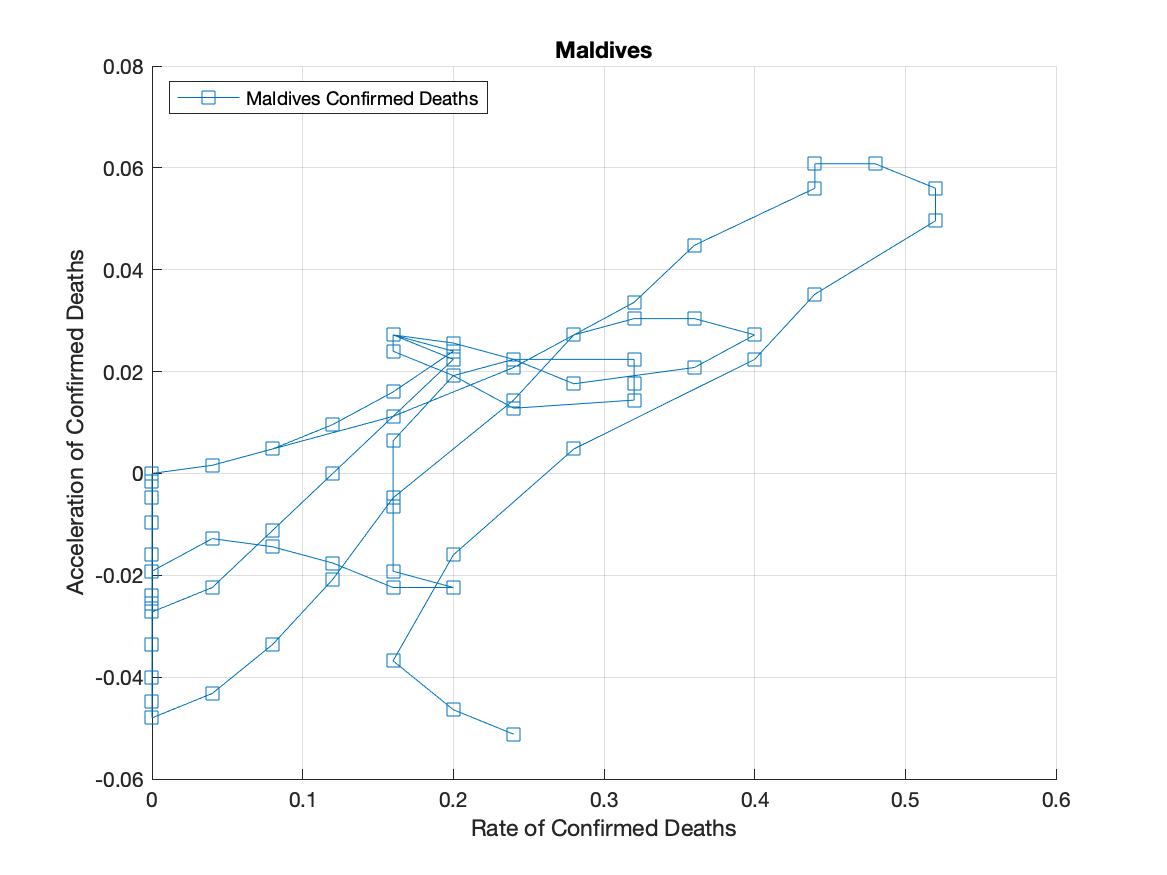 Maldives
Maldives Confirmed Deaths
Acceleration of Confirmed Deaths
0.08
0.06
0.04
0.02
0
-0.02
-0.04
-0.06
0 0.1 0.2 0.3 0.4 0.5 0.6
Rate of Confirmed Deaths